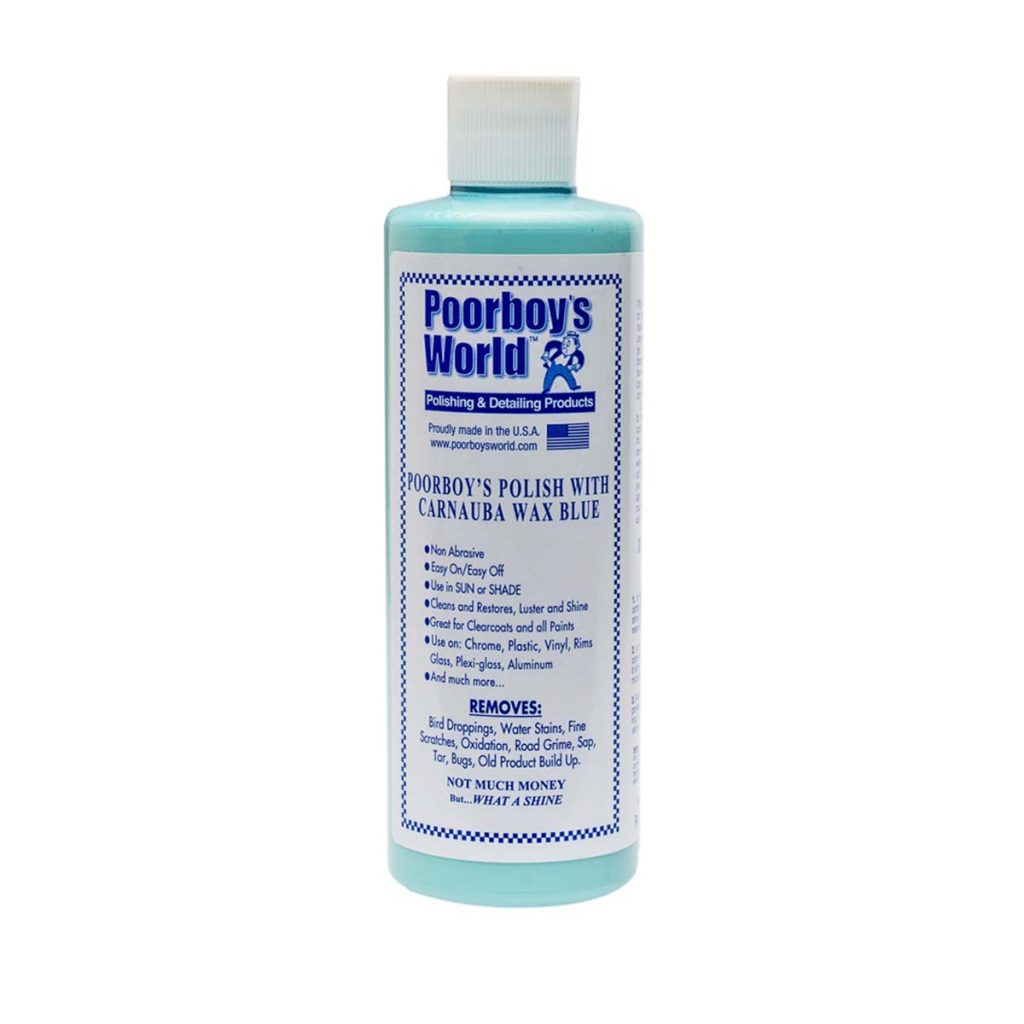 Poorboy's
World™
Polishing & Detailing Products
Proudly made in the U.S.A.
www.poorboysworld.com
POORBOY'S POLISH WITH
CARNAUBA WAX BLUE
•Non Abrasive
•Easy On/Easy Off
•Use in SUN or SHADE
•Cleans and Restores, Luster and Shine
•Great for Clearcoats and all Paints
•Use on: Chrome, Plastic, Vinyl, Rims
Glass, Plexi-glass, Aluminum
•And much more...
REMOVES:
Bird Droppings, Water Stains, Fine
Scratches, Oxidation, Road Grime, Sap,
Tar, Bugs, Old Product Build Up.
NOT MUCH MONEY
But...WHAT A SHINE